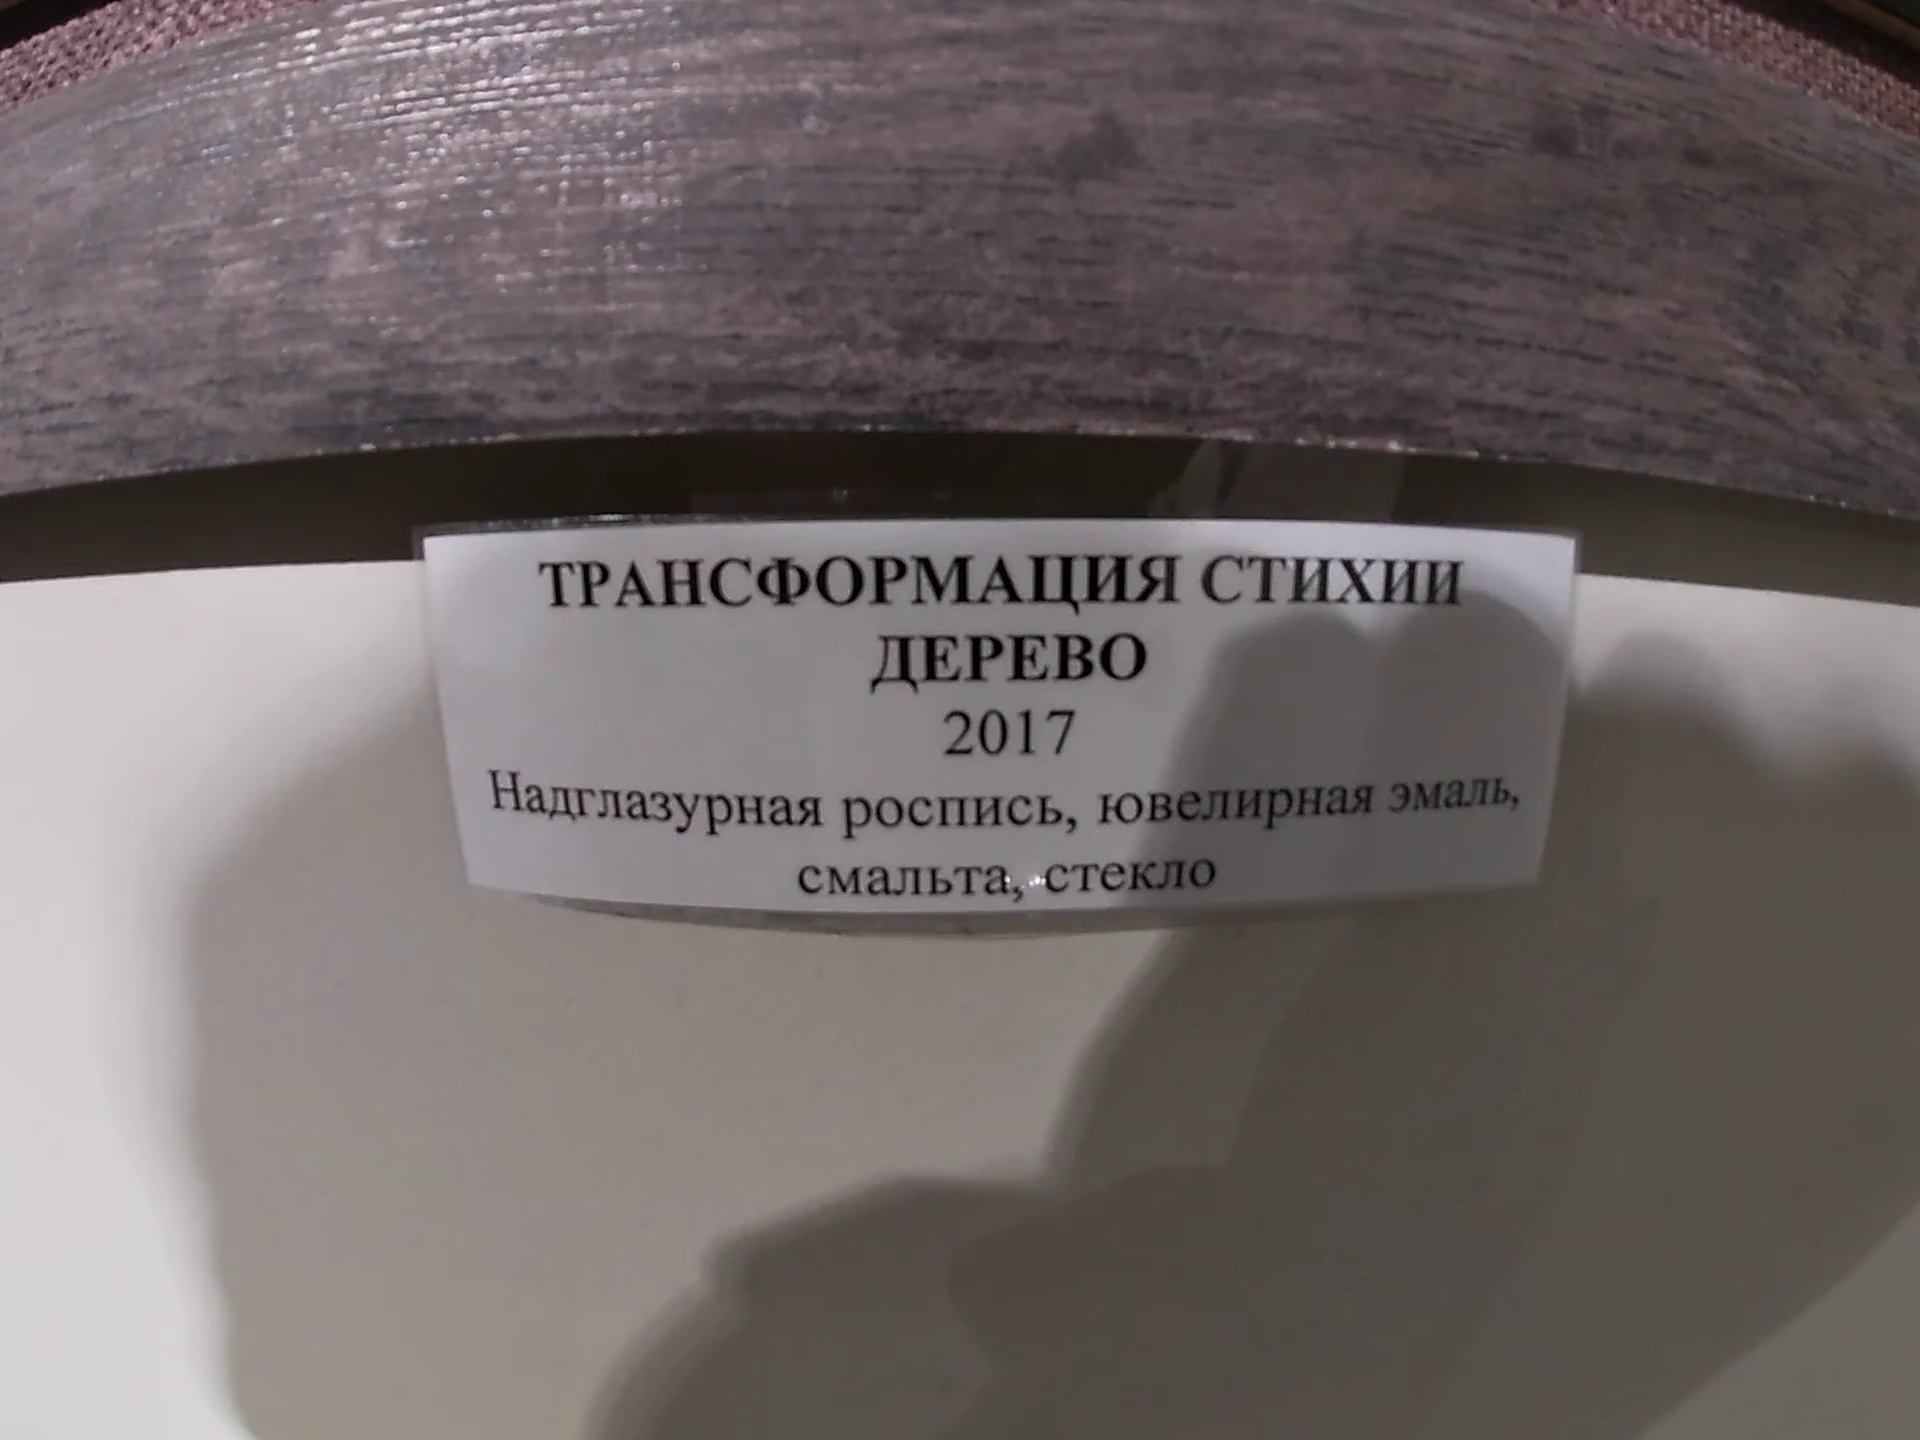 ТРАНСФОРМАЦИЯ СТИХИИ
ДЕРЕВО
2017
Надглазурная роспись, ювелирная эмаль,
смальта, стекло